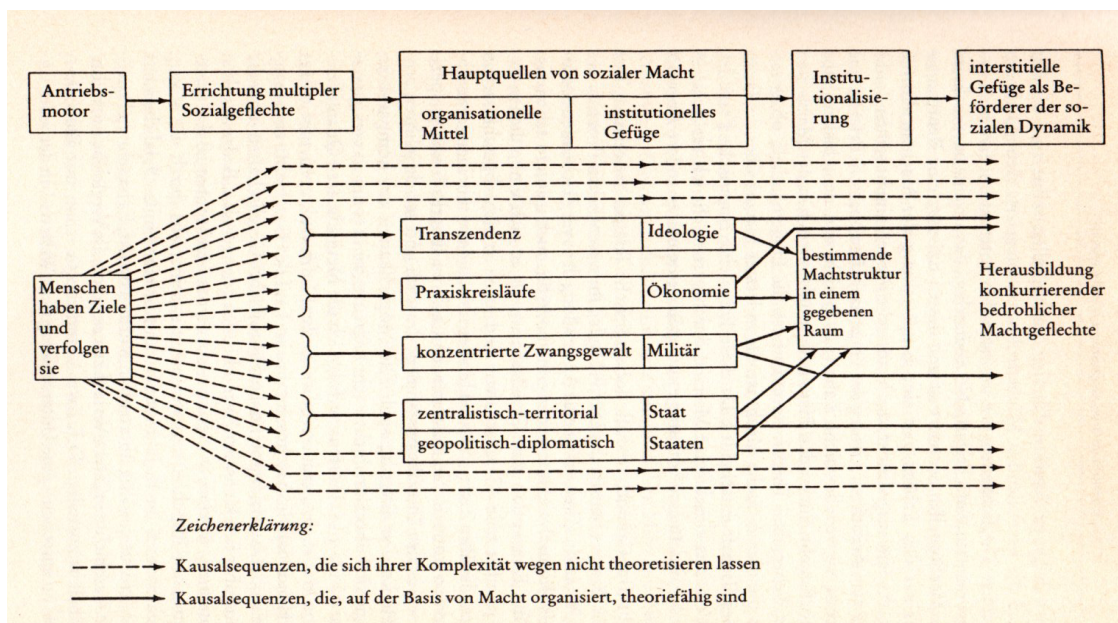 Antriebs-
motor
Errichtung multipler
Sozialgeflechte
Hauptquellen von sozialer Macht
organisationelle
Mittel
institutionelles
Gefüge
Institu-
tionalisie-
rung
interstitielle
Gefüge als Be-
förderer der so-
zialen Dynamik
Menschen
haben Ziele
und
verfolgen
sie
Transzendenz
Ideologie
Praxiskreisläufe
Ökonomie
konzentrierte Zwangsgewalt
Militär
zentralistisch-territorial
Staat
geopolitisch-diplomatisch
Staaten
bestimmende
Machtstruktur
in einem
gegebenen
Raum
Herausbildung
konkurrierender
bedrohlicher
Machtgeflechte
Zeichenerklärung:
Kausalsequenzen, die sich ihrer Komplexität wegen nicht theoretisieren lassen
Kausalsequenzen, die, auf der Basis von Macht organisiert, theoriefähig sind